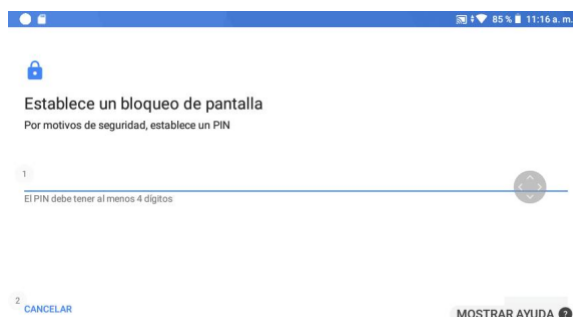 85 % 11:16 a. m.
Establece un bloqueo de pantalla
Por motivos de seguridad, establece un PIN
1
El PIN debe tener al menos 4 dígitos
2
CANCELAR
MOSTRAR AYUDA ?